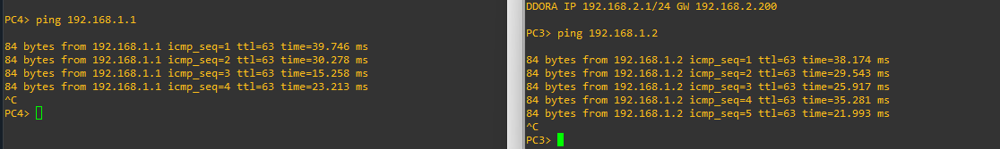 PC4> ping 192.168.1.1
84 bytes from 192.168.1.1 icmp_seq=1 ttl=63 time=39.746 ms
84 bytes from 192.168.1.1 icmp_seq=2 ttl=63 time=30.278 ms
84 bytes from 192.168.1.1 icmp_seq=3 ttl=63 time=15.258 ms
84 bytes from 192.168.1.1 icmp_seq=4 ttl=63 time=23.213 ms
^C
PC4>
DDORA IP 192.168.2.1/24 GW 192.168.2.200
PC3> ping 192.168.1.2
84 bytes from 192.168.1.2 icmp_seq=1 ttl=63 time=38.174 ms
84 bytes from 192.168.1.2 icmp_seq=2 ttl=63 time=29.543 ms
84 bytes from 192.168.1.2 icmp_seq=3 ttl=63 time=25.917 ms
84 bytes from 192.168.1.2 icmp_seq=4 ttl=63 time=35.281 ms
84 bytes from 192.168.1.2 icmp_seq=5 ttl=63 time=21.993 ms
^C
PC3>